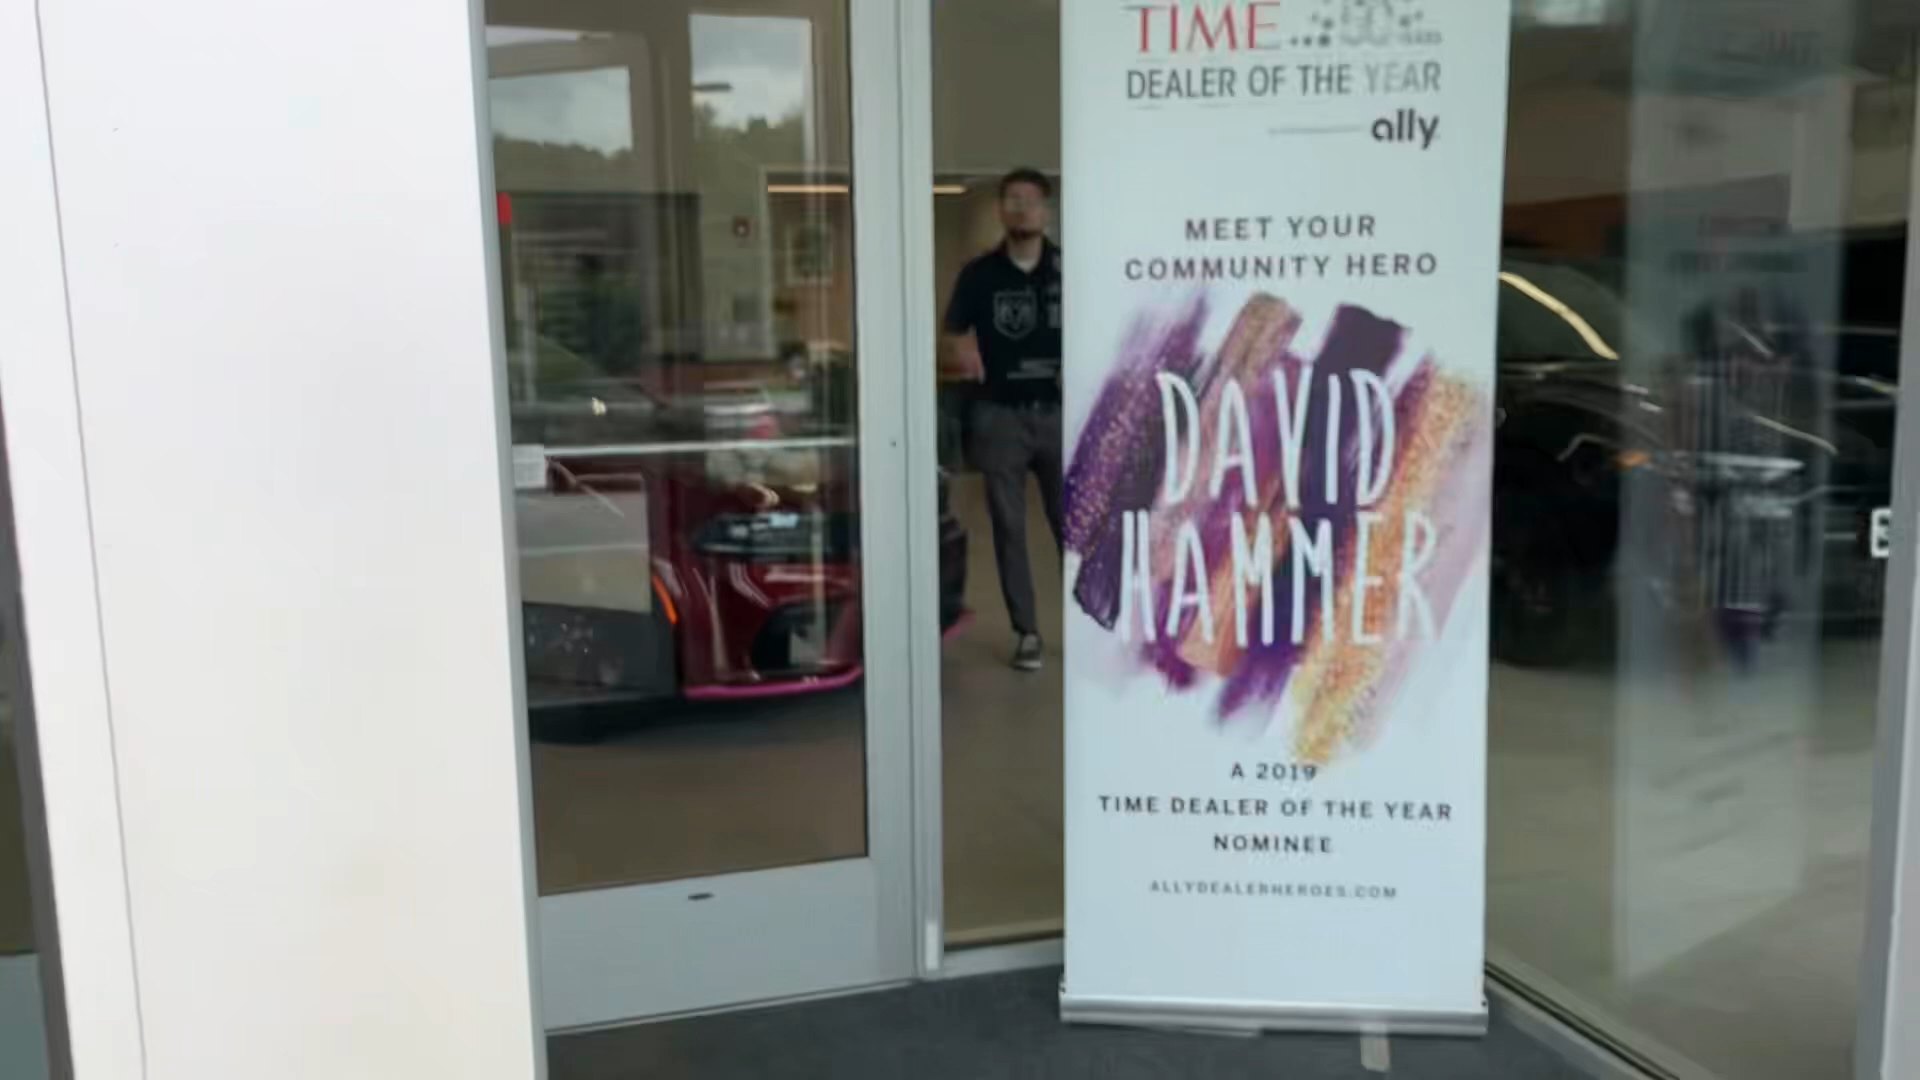 TIME
DEALER OF THE YEAR
ally
MEET YOUR
COMMUNITY HERO
DAVID
HAMMER
A 2019
TIME DEALER OF THE YEAR
NOMINEE
ALLYDEALERHEROES.COM